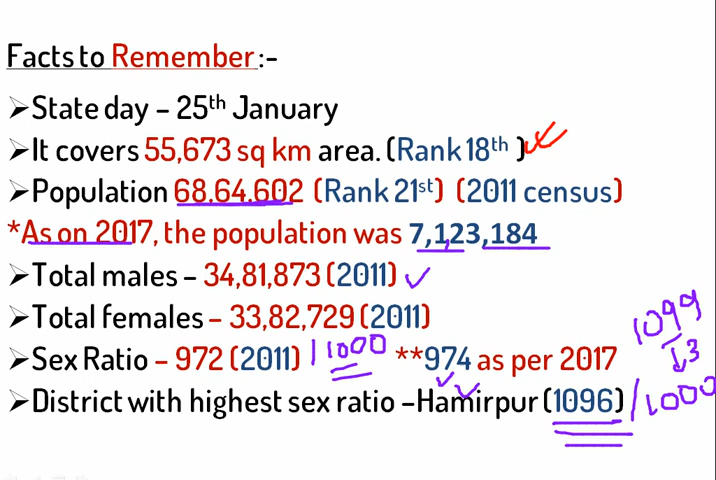 Facts to Remember:-
➤State day – 25th January
➤It covers 55,673 sq km area. (Rank 18th )
➤Population 68,64,602 (Rank 21st) (2011 census)
*As on 2017, the population was 7,123,184
➤Total males – 34,81,873 (2011)
➤Total females – 33,82,729 (2011)
➤Sex Ratio – 972 (2011) | 1000 **974 as per 2017
1099
↓3
➤District with highest sex ratio –Hamirpur (1096) /1000